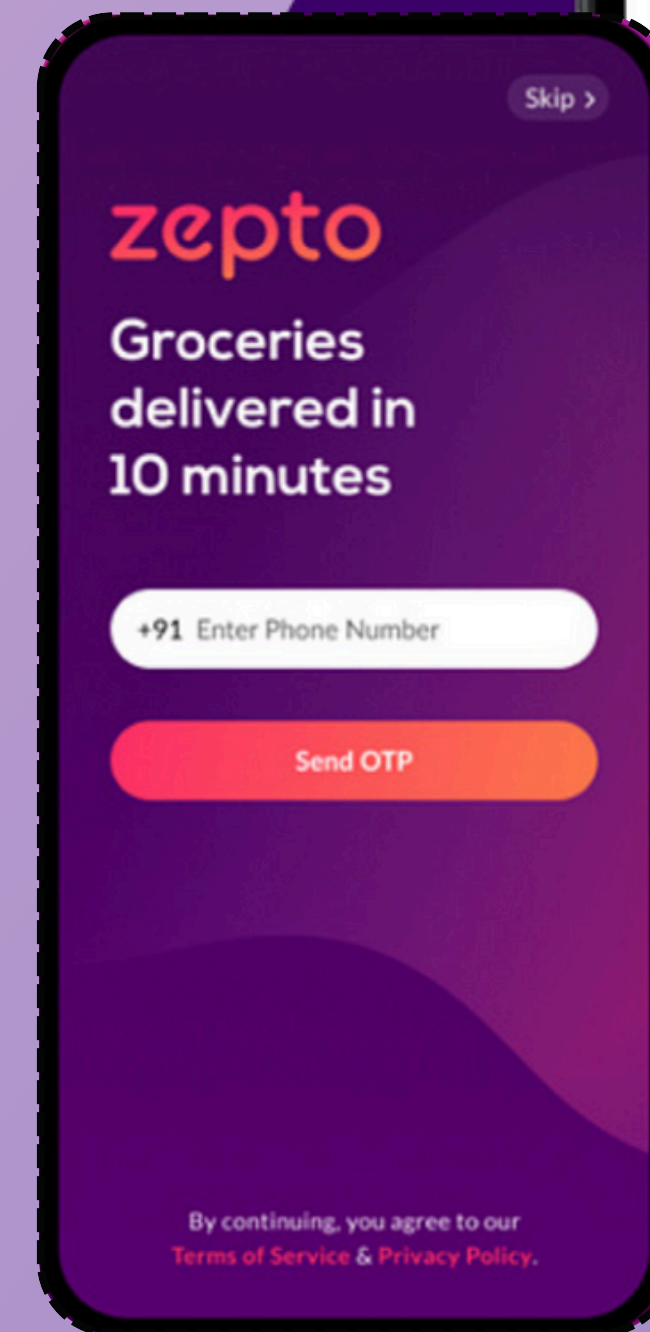 Skip >
zepto
Groceries
delivered in
10 minutes
+91 Enter Phone Number
Send OTP
By continuing, you agree to our
Terms of Service & Privacy Policy.